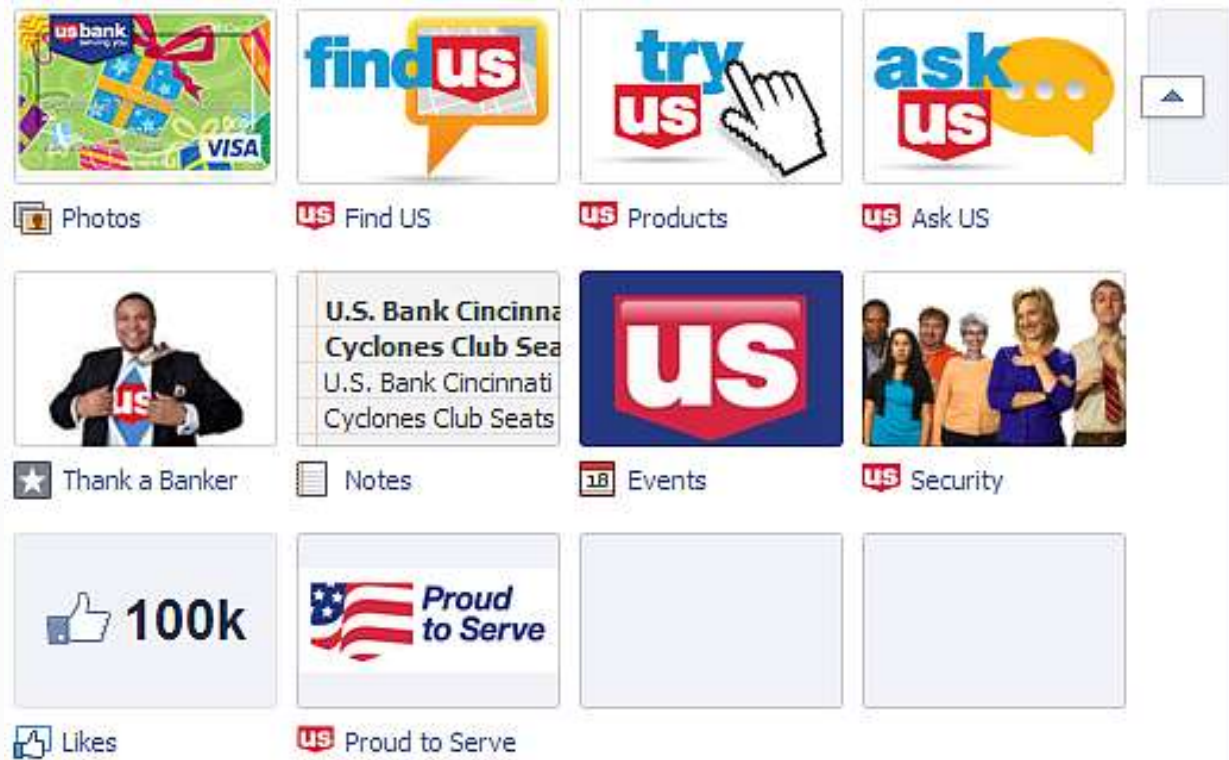 us bank
serving you
VISA
find us
try
us
ask
us
Photos
us Find US
us Products
us Ask US
us
U.S. Bank Cincinna
Cyclones Club Sea
U.S. Bank Cincinnati
Cyclones Club Seats
us
Thank a Banker
Notes
18 Events
us Security
100k
Proud
to Serve
Likes
us Proud to Serve